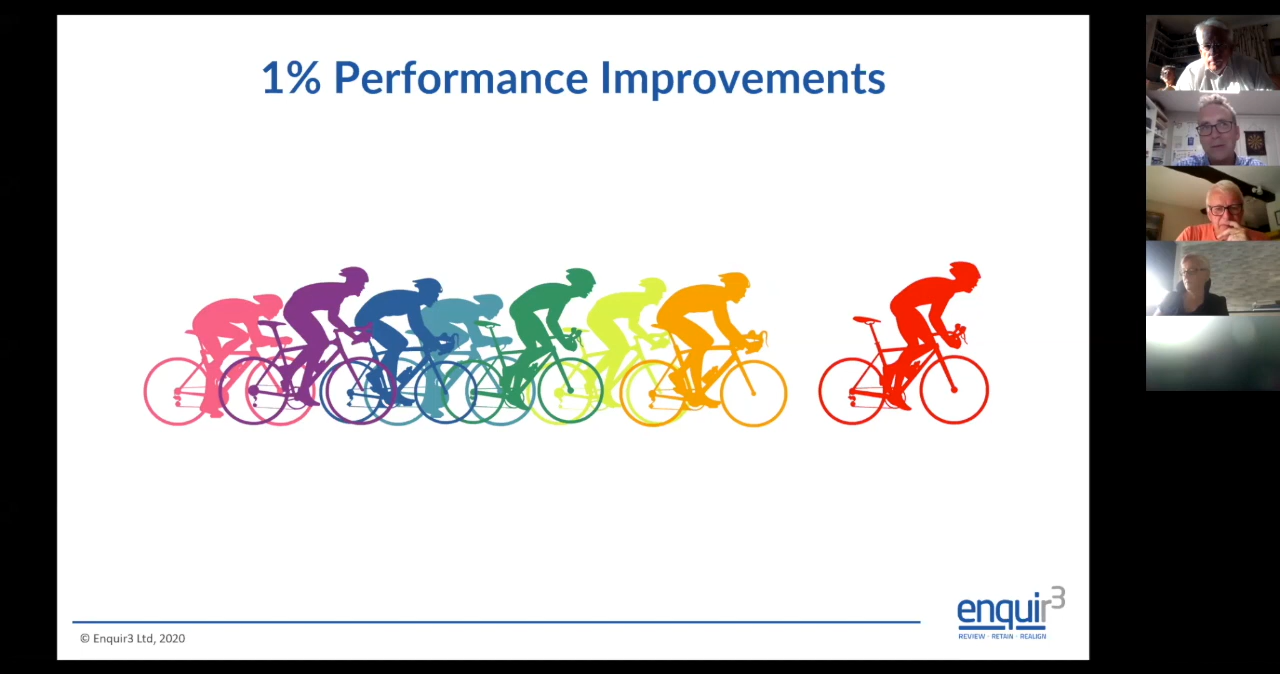 1% Performance Improvements
© Enquir3 Ltd, 2020
enquir3
REVIEW · RETAIN · REALIGN